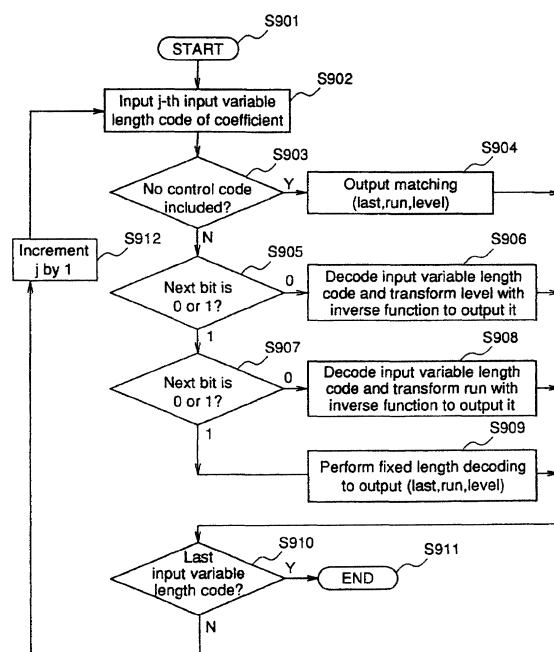 S901
START
S902
Input j-th input variable
length code of coefficient
S903
No control code
included?
Y
N
S904
Output matching
(last,run,level)
S912
Increment
j by 1
S905
Next bit is
0 or 1?
0
1
S906
Decode input variable length
code and transform level with
inverse function to output it
S907
Next bit is
0 or 1?
0
1
S908
Decode input variable length
code and transform run with
inverse function to output it
S909
Perform fixed length decoding
to output (last,run,level)
S910
Last
input variable
length code?
Y
N
S911
END